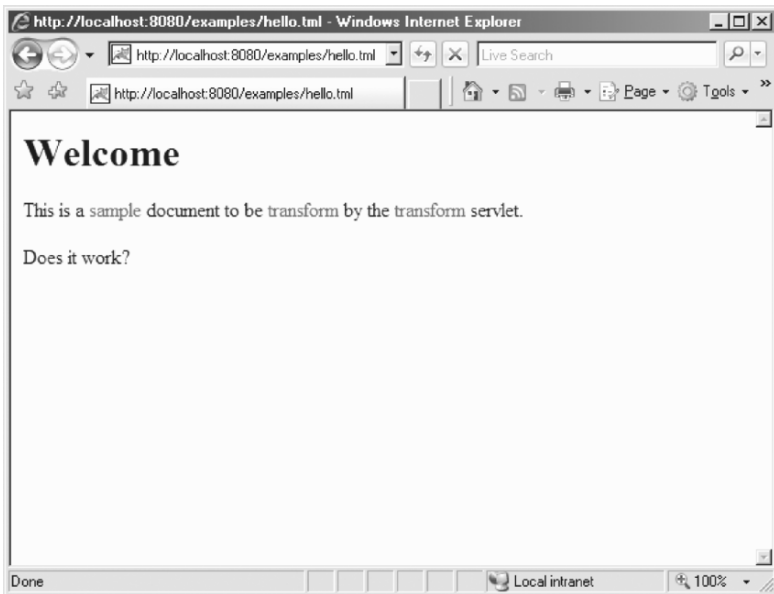 http://localhost:8080/examples/hello.tml - Windows Internet Explorer
http://localhost:8080/examples/hello.tml
Live Search
http://localhost:8080/examples/hello.tml
Page
Tools
Welcome
This is a sample document to be transform by the transform servlet.
Does it work?
Done
Local intranet
100%